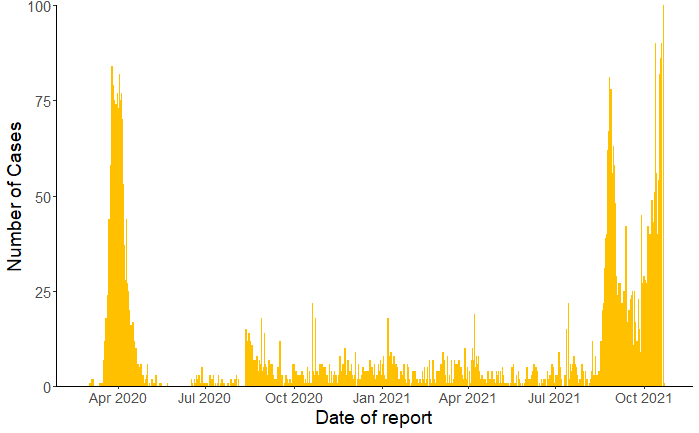 Number of Cases
100
75
50
25
0
Apr 2020 Jul 2020 Oct 2020 Jan 2021 Apr 2021 Jul 2021 Oct 2021
Date of report